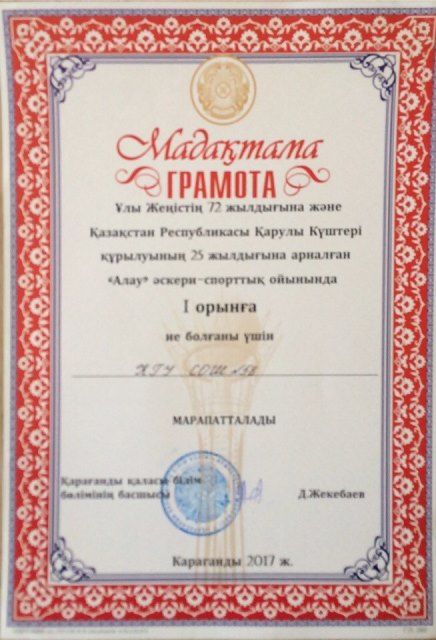 Мадақтама
ГРАМОТА
Ұлы Жеңістің 72 жылдығына және
Қазақстан Республикасы Қарулы Күштері
құрылуының 25 жылдығына арналған
«Алау» әскери-спорттық ойынында
I орынға
ие болғаны үшін
КГУ СОШ №58
МАРАПАТТАЛАДЫ
Қарағанды қаласы білім
бөлімінің басшысы
Д.Жекебаев
Қарағанды 2017 ж.